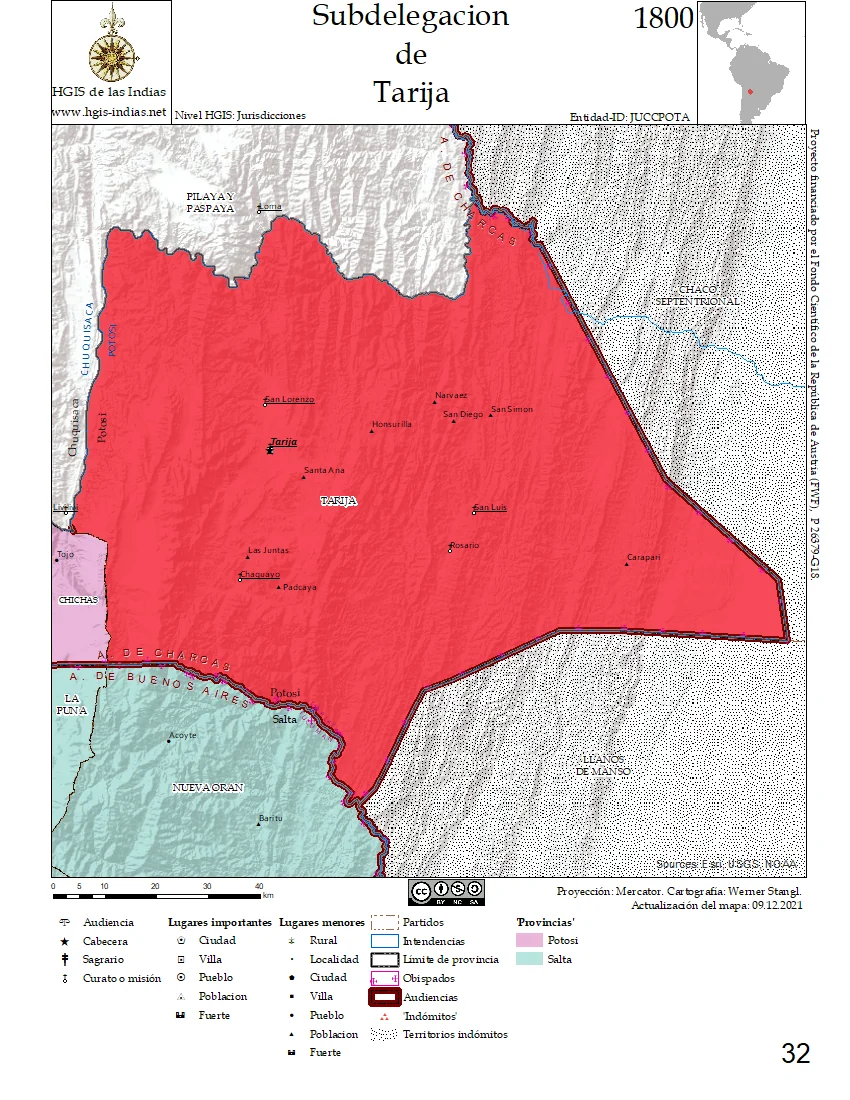 Subdelegacion
de
Tarija
1800
HGIS de las Indias
www.hgis-indias.net
Nivel HGIS: Jurisdicciones
Entidad-ID: JUCCPOTA
Proyecto financiado por el Fondo Científico de la República de Austria (FWF), P 26379-G18.
A. DE CHARCAS
PILAYA Y
PASPAYA
Loma
CHACO
SEPTENTRIONAL
CHUQUISACA
POTOSI
Chuquisaca
Potosi
San Lorenzo
Narvaez
San Diego
San Simon
Honsurilla
Tarija
Santa Ana
TARIJA
San Luis
Rosario
Tojo
Las Juntas
Chaquayo
Padcaya
Carapari
CHICHAS
A. DE CHARCAS
A. DE BUENOS AIRES
LA
PUNA
Potosi
Salta
Acoyte
NUEVA ORAN
Baritu
LLANOS
DE MANSO
Sources: Esri, USGS, NOAA
0 5 10 20 30 40
km
CC BY NC SA
Proyección: Mercator. Cartografía: Werner Stangl.
Actualización del mapa: 09.12.2021
Audiencia
Cabecera
Sagrario
Curato o misión
Lugares importantes
Ciudad
Villa
Pueblo
Poblacion
Fuerte
Lugares menores
Rural
Localidad
Ciudad
Villa
Pueblo
Poblacion
Fuerte
Partidos
Intendencias
Límite de provincia
Obispados
Audiencias
'Indómitos'
Territorios indómitos
'Provincias'
Potosi
Salta
32